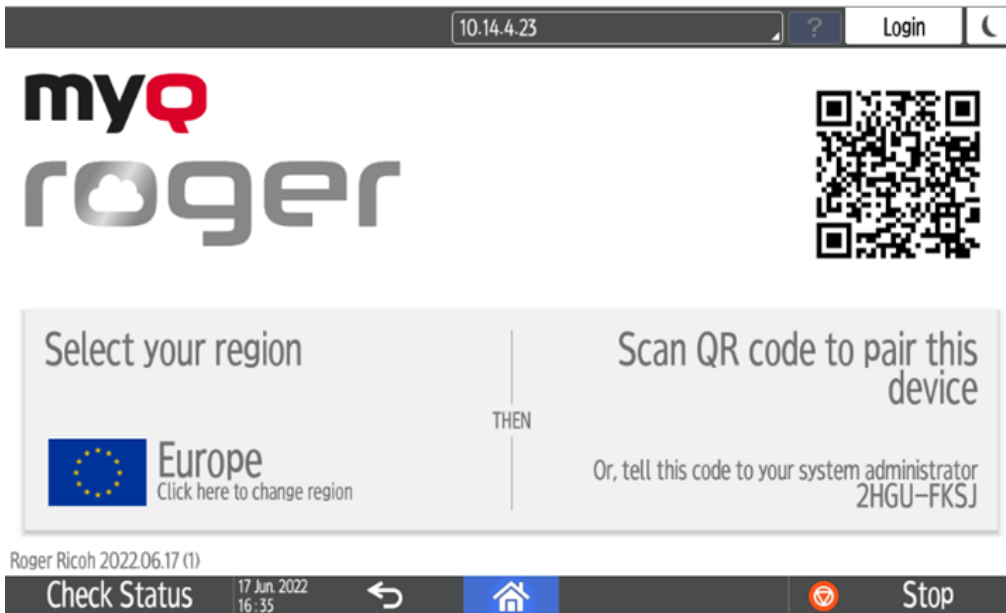 10.14.4.23
?
Login
myQ
roger
Select your region
Scan QR code to pair this
device
THEN
Europe
Click here to change region
Or, tell this code to your system administrator
2HGU-FKSJ
Roger Ricoh 2022.06.17 (1)
Check Status
17 Jun. 2022
16:35
Stop